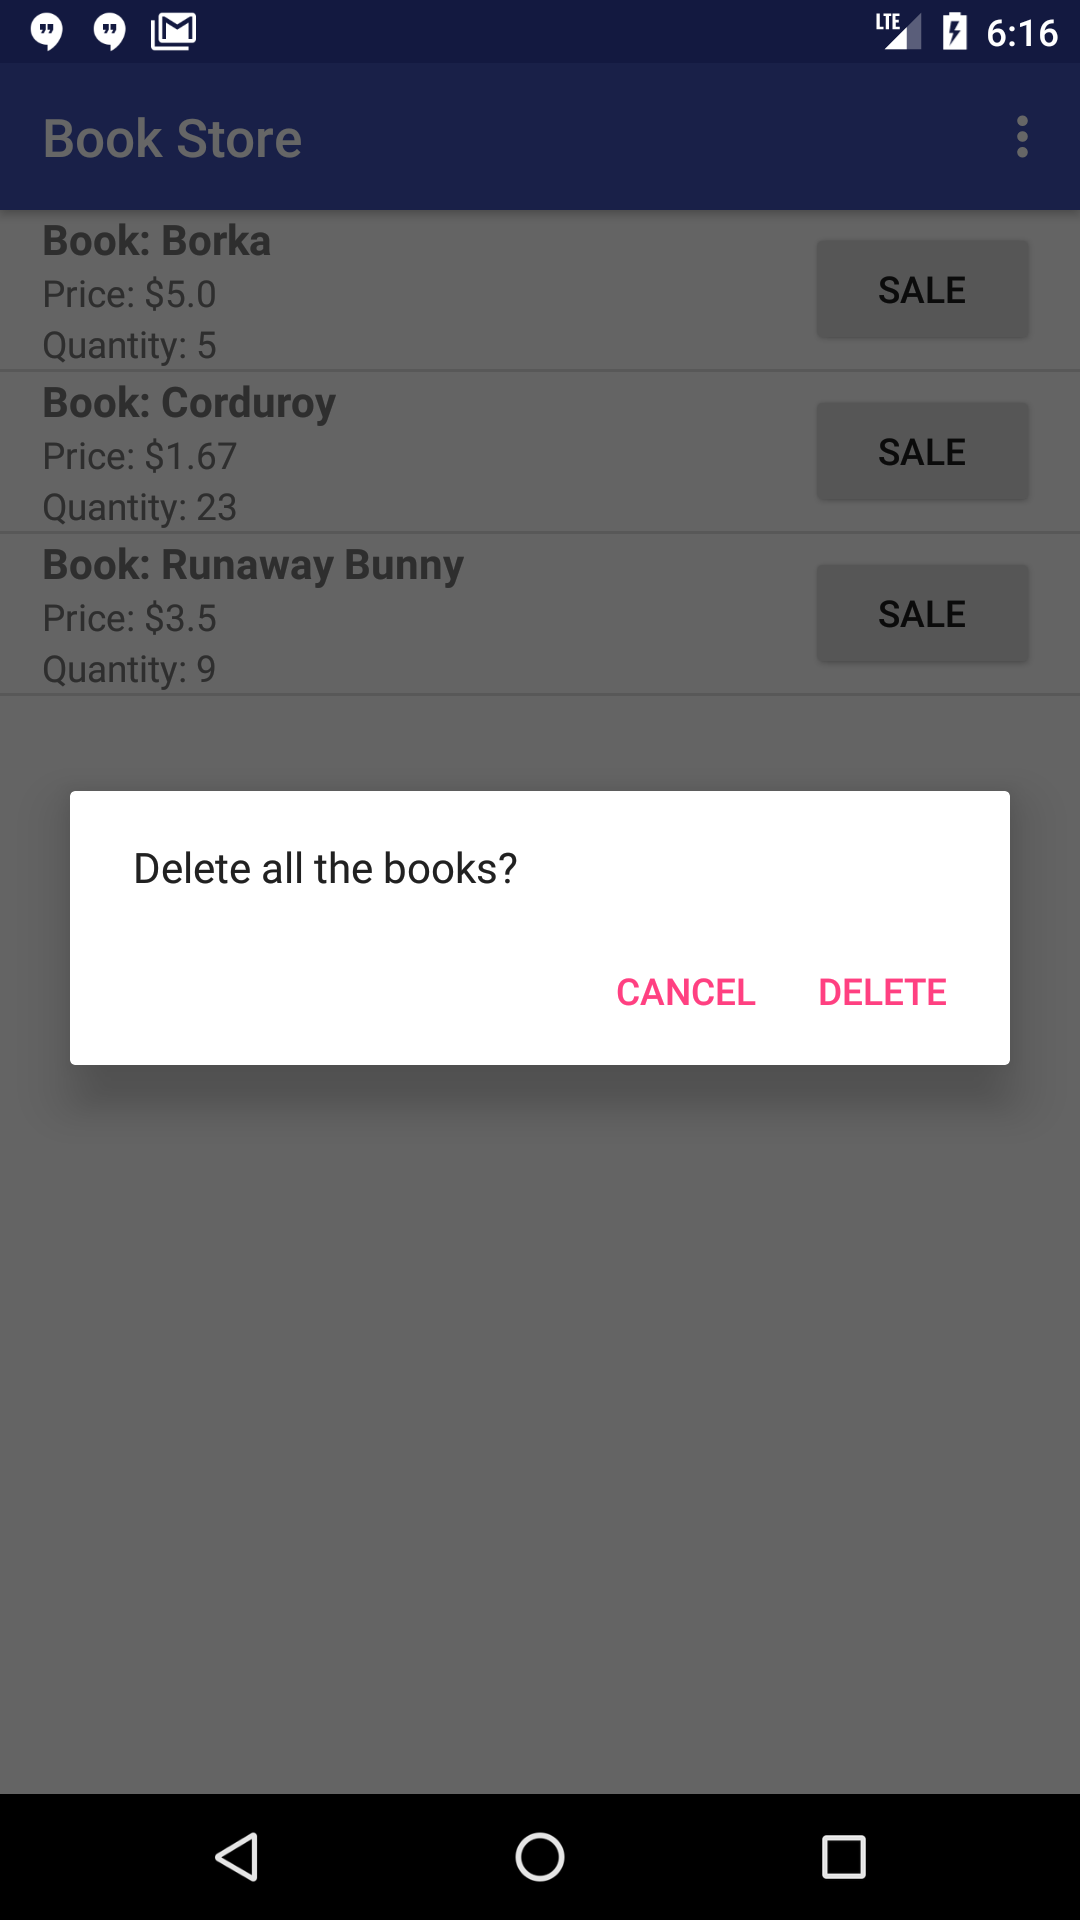 LTE 6:16
Book Store
Book: Borka
Price: $5.0
Quantity: 5
SALE
Book: Corduroy
Price: $1.67
Quantity: 23
SALE
Book: Runaway Bunny
Price: $3.5
Quantity: 9
SALE
Delete all the books?
CANCEL DELETE